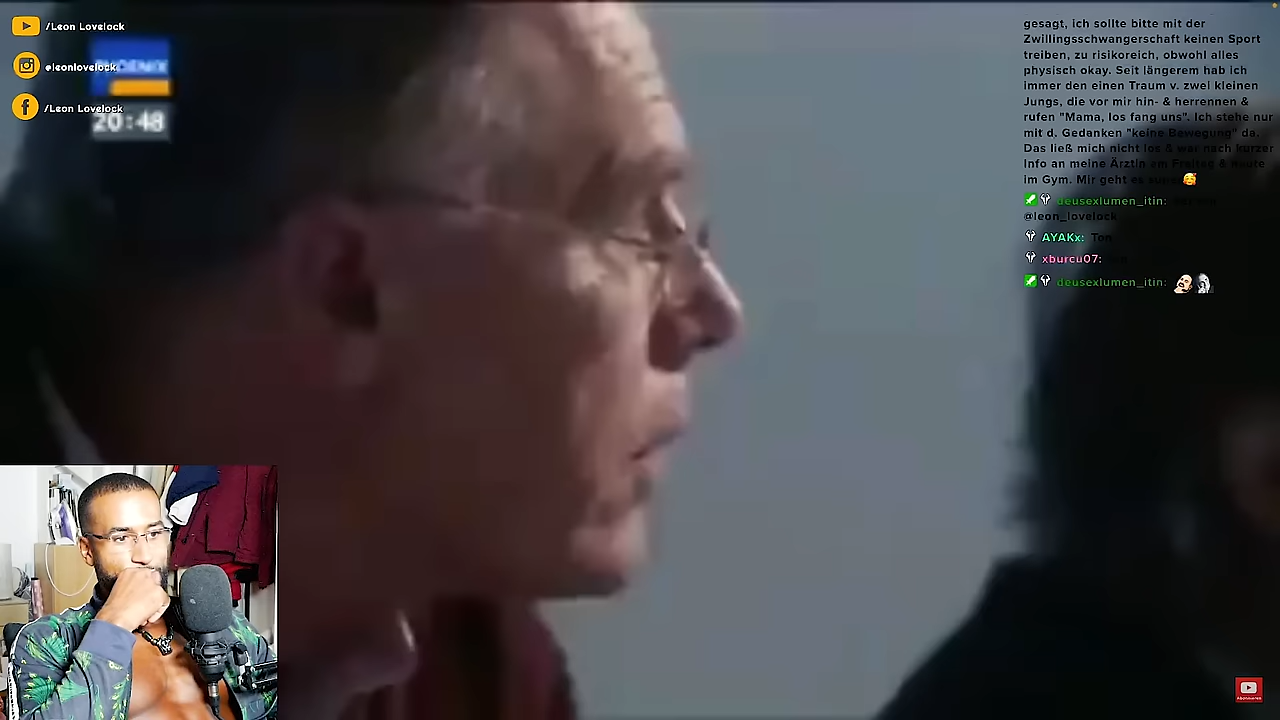 /Leon Lovelock
@leonlovelock
PHOENIX
/Leon Lovelock
20:48
gesagt, ich sollte bitte mit der
Zwillingsschwangerschaft keinen Sport
treiben, zu risikoreich, obwohl alles
physisch okay. Seit längerem hab ich
immer den einen Traum v. zwei kleinen
Jungs, die vor mir hin- & herrennen &
rufen "Mama, los fang uns". Ich stehe nur
mit d. Gedanken "keine Bewegung" da.
Das ließ mich nicht los & war nach kurzer
Info an meine Ärztin am Freitag & heute
im Gym. Mir geht es super 🥰
deusexlumen_itin:
@leon_lovelock
AYAKx: Ton
xburcu07:
deusexlumen_itin:
Abonnieren